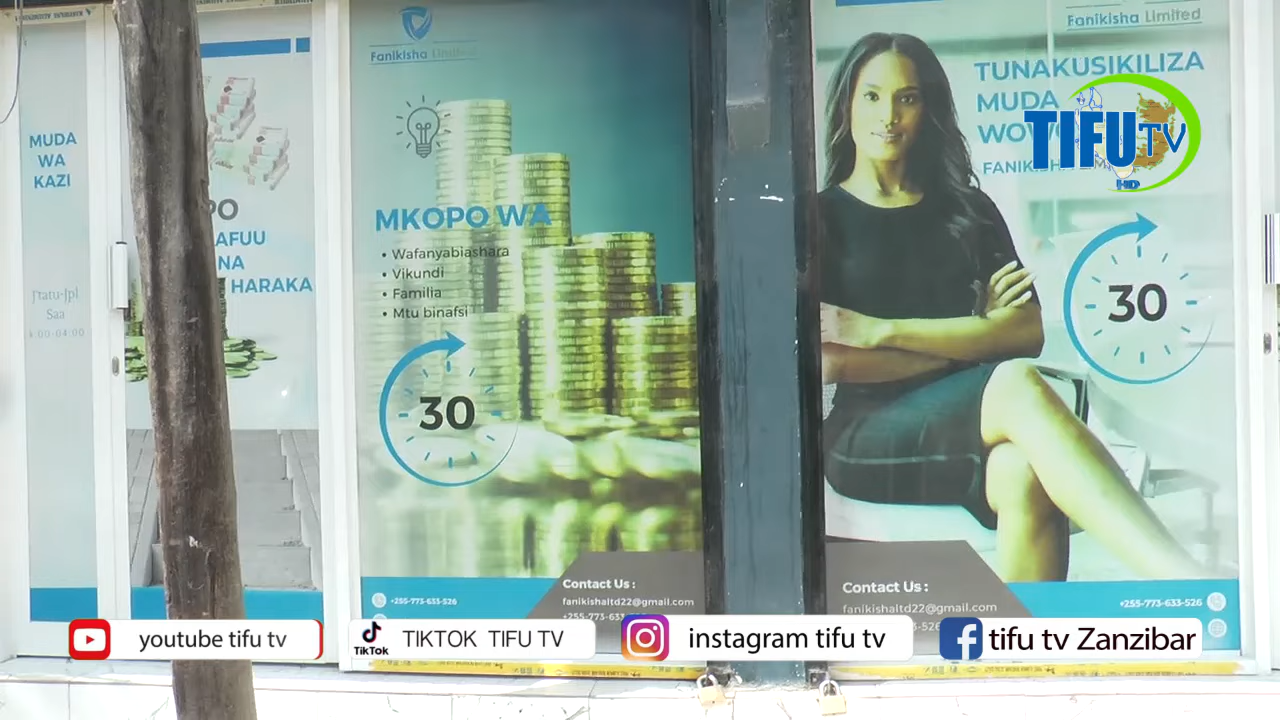 MUDA
WA
KAZI
Saa
PO
AFUU
NA
HARAKA
Fanikisha Limited
MKOPO WA
• Wafanyabiashara
• Vikundi
• Familia
• Mtu binafsi
30
Contact Us :
fanikishaltd22@gmail.com
+255-773-633-526
Fanikisha Limited
TUNAKUSIKILIZA
MUDA
TIFU TV
HD
30
Contact Us :
fanikishaltd22@gmail.com
+255-773-633-526
youtube tifu tv
TikTok
TIKTOK TIFU TV
instagram tifu tv
tifu tv Zanzibar